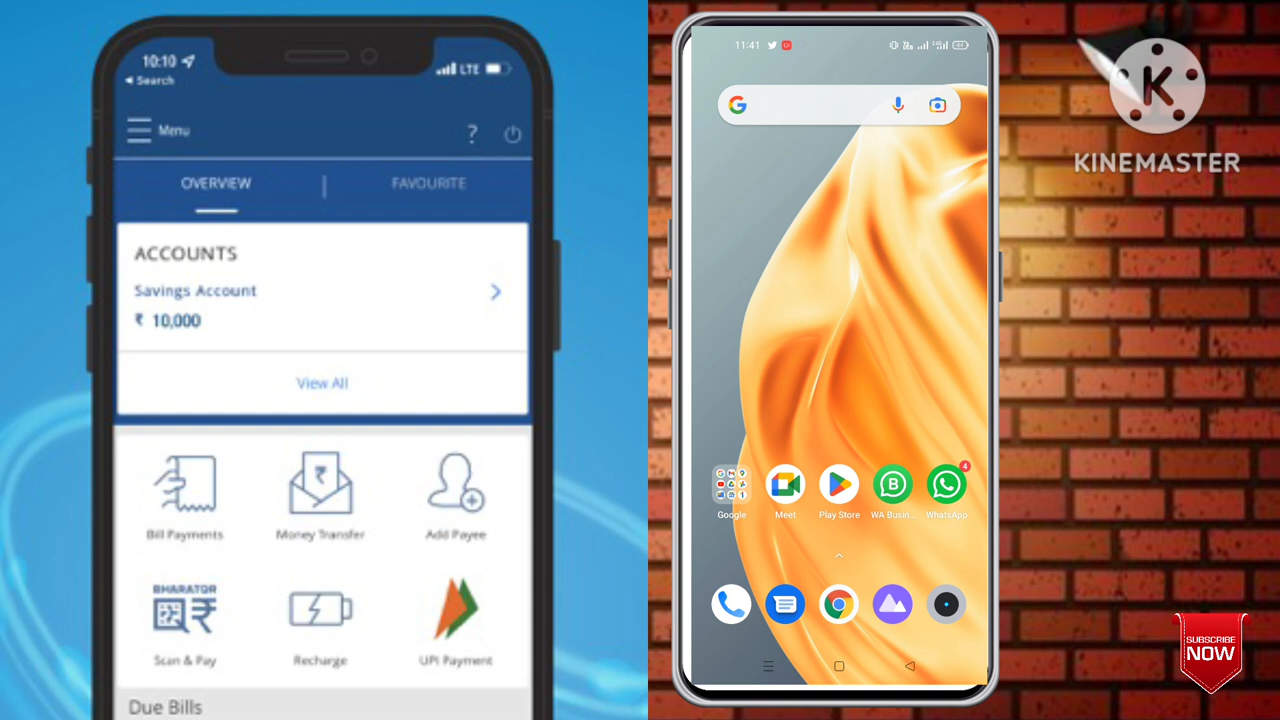 10:10
LTE
Search
Menu
?
OVERVIEW
FAVOURITE
ACCOUNTS
Savings Account
₹ 10,000
View All
Bill Payments
Money Transfer
Add Payee
BHARATQR
Scan & Pay
Recharge
UPI Payment
Due Bills
11:41
Google
Meet
Play Store
WA Busin...
WhatsApp
4
K
KINEMASTER
SUBSCRIBE
NOW